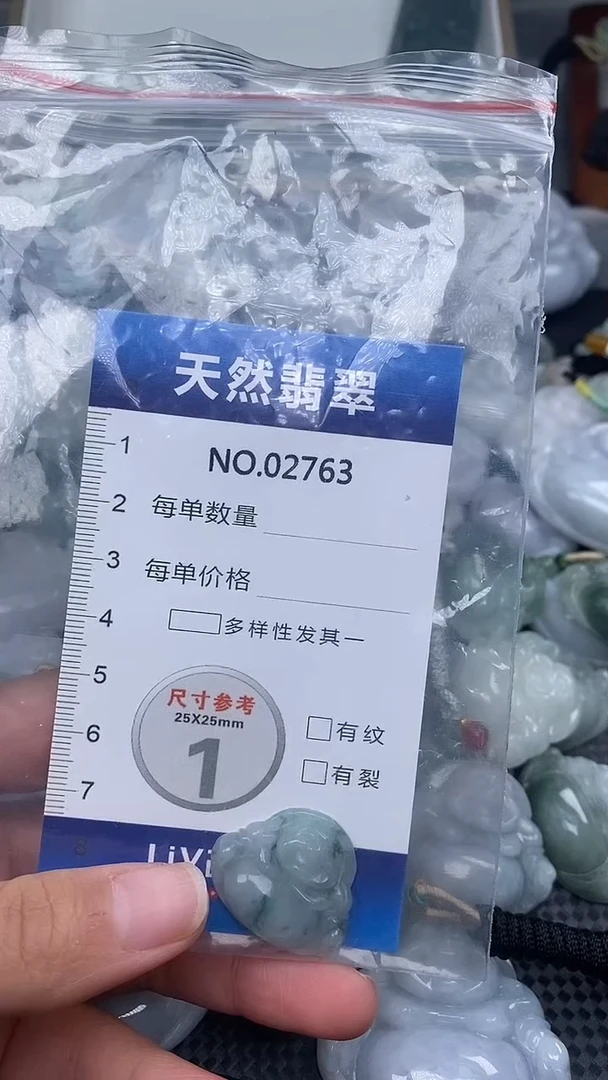 天然翡翠
NO.02763
每单数量
每单价格
多样性发其一
尺寸参考
25X25mm
1
有纹
有裂
1
2
3
4
5
6
7
8